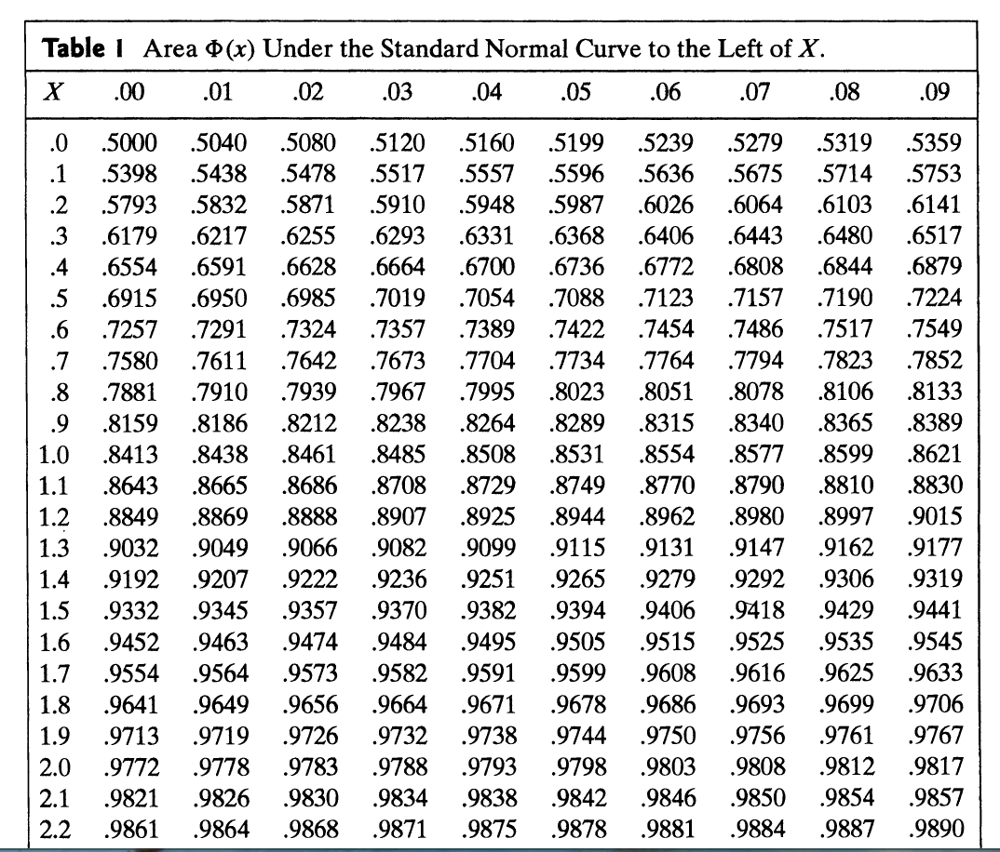 Table I Area Φ(x) Under the Standard Normal Curve to the Left of X.
X .00 .01 .02 .03 .04 .05 .06 .07 .08 .09
.0 .5000 .5040 .5080 .5120 .5160 .5199 .5239 .5279 .5319 .5359
.1 .5398 .5438 .5478 .5517 .5557 .5596 .5636 .5675 .5714 .5753
.2 .5793 .5832 .5871 .5910 .5948 .5987 .6026 .6064 .6103 .6141
.3 .6179 .6217 .6255 .6293 .6331 .6368 .6406 .6443 .6480 .6517
.4 .6554 .6591 .6628 .6664 .6700 .6736 .6772 .6808 .6844 .6879
.5 .6915 .6950 .6985 .7019 .7054 .7088 .7123 .7157 .7190 .7224
.6 .7257 .7291 .7324 .7357 .7389 .7422 .7454 .7486 .7517 .7549
.7 .7580 .7611 .7642 .7673 .7704 .7734 .7764 .7794 .7823 .7852
.8 .7881 .7910 .7939 .7967 .7995 .8023 .8051 .8078 .8106 .8133
.9 .8159 .8186 .8212 .8238 .8264 .8289 .8315 .8340 .8365 .8389
1.0 .8413 .8438 .8461 .8485 .8508 .8531 .8554 .8577 .8599 .8621
1.1 .8643 .8665 .8686 .8708 .8729 .8749 .8770 .8790 .8810 .8830
1.2 .8849 .8869 .8888 .8907 .8925 .8944 .8962 .8980 .8997 .9015
1.3 .9032 .9049 .9066 .9082 .9099 .9115 .9131 .9147 .9162 .9177
1.4 .9192 .9207 .9222 .9236 .9251 .9265 .9279 .9292 .9306 .9319
1.5 .9332 .9345 .9357 .9370 .9382 .9394 .9406 .9418 .9429 .9441
1.6 .9452 .9463 .9474 .9484 .9495 .9505 .9515 .9525 .9535 .9545
1.7 .9554 .9564 .9573 .9582 .9591 .9599 .9608 .9616 .9625 .9633
1.8 .9641 .9649 .9656 .9664 .9671 .9678 .9686 .9693 .9699 .9706
1.9 .9713 .9719 .9726 .9732 .9738 .9744 .9750 .9756 .9761 .9767
2.0 .9772 .9778 .9783 .9788 .9793 .9798 .9803 .9808 .9812 .9817
2.1 .9821 .9826 .9830 .9834 .9838 .9842 .9846 .9850 .9854 .9857
2.2 .9861 .9864 .9868 .9871 .9875 .9878 .9881 .9884 .9887 .9890